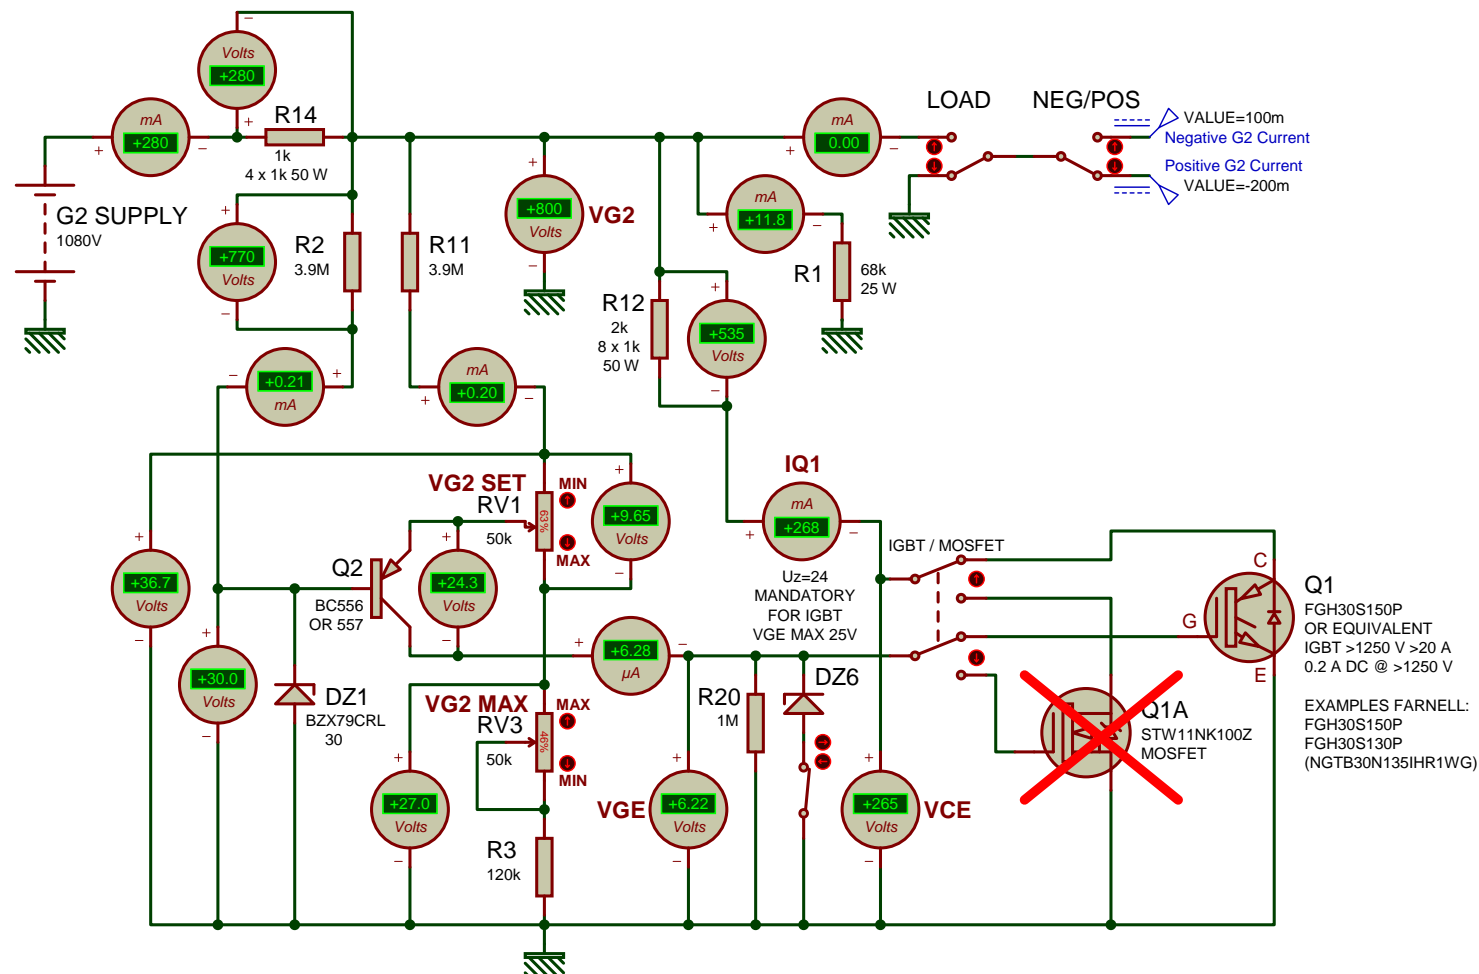 Volts
+280
mA
+280
R14
1k
4 x 1k 50 W
G2 SUPPLY
1080V
+770
Volts
R2
3.9M
R11
3.9M
+800
Volts
VG2
mA
0.00
LOAD
NEG/POS
VALUE=100m
Negative G2 Current
Positive G2 Current
VALUE=-200m
mA
+11.8
R1
68k
25 W
R12
2k
8 x 1k
50 W
+535
Volts
+0.21
mA
mA
+0.20
VG2 SET
RV1
50k
63%
MIN
MAX
+9.65
Volts
IQ1
mA
+268
Uz=24
MANDATORY
FOR IGBT
VGE MAX 25V
IGBT / MOSFET
+36.7
Volts
Q2
BC556
OR 557
+24.3
Volts
+6.28
µA
+30.0
Volts
DZ1
BZX79CRL
30
VG2 MAX
RV3
50k
46%
MAX
MIN
+27.0
Volts
R3
120k
VGE
+6.22
Volts
R20
1M
DZ6
+265
Volts
VCE
C
G
E
Q1
FGH30S150P
OR EQUIVALENT
IGBT >1250 V >20 A
0.2 A DC @ >1250 V
Q1A
STW11NK100Z
MOSFET
EXAMPLES FARNELL:
FGH30S150P
FGH30S130P
(NGTB30N135IHR1WG)